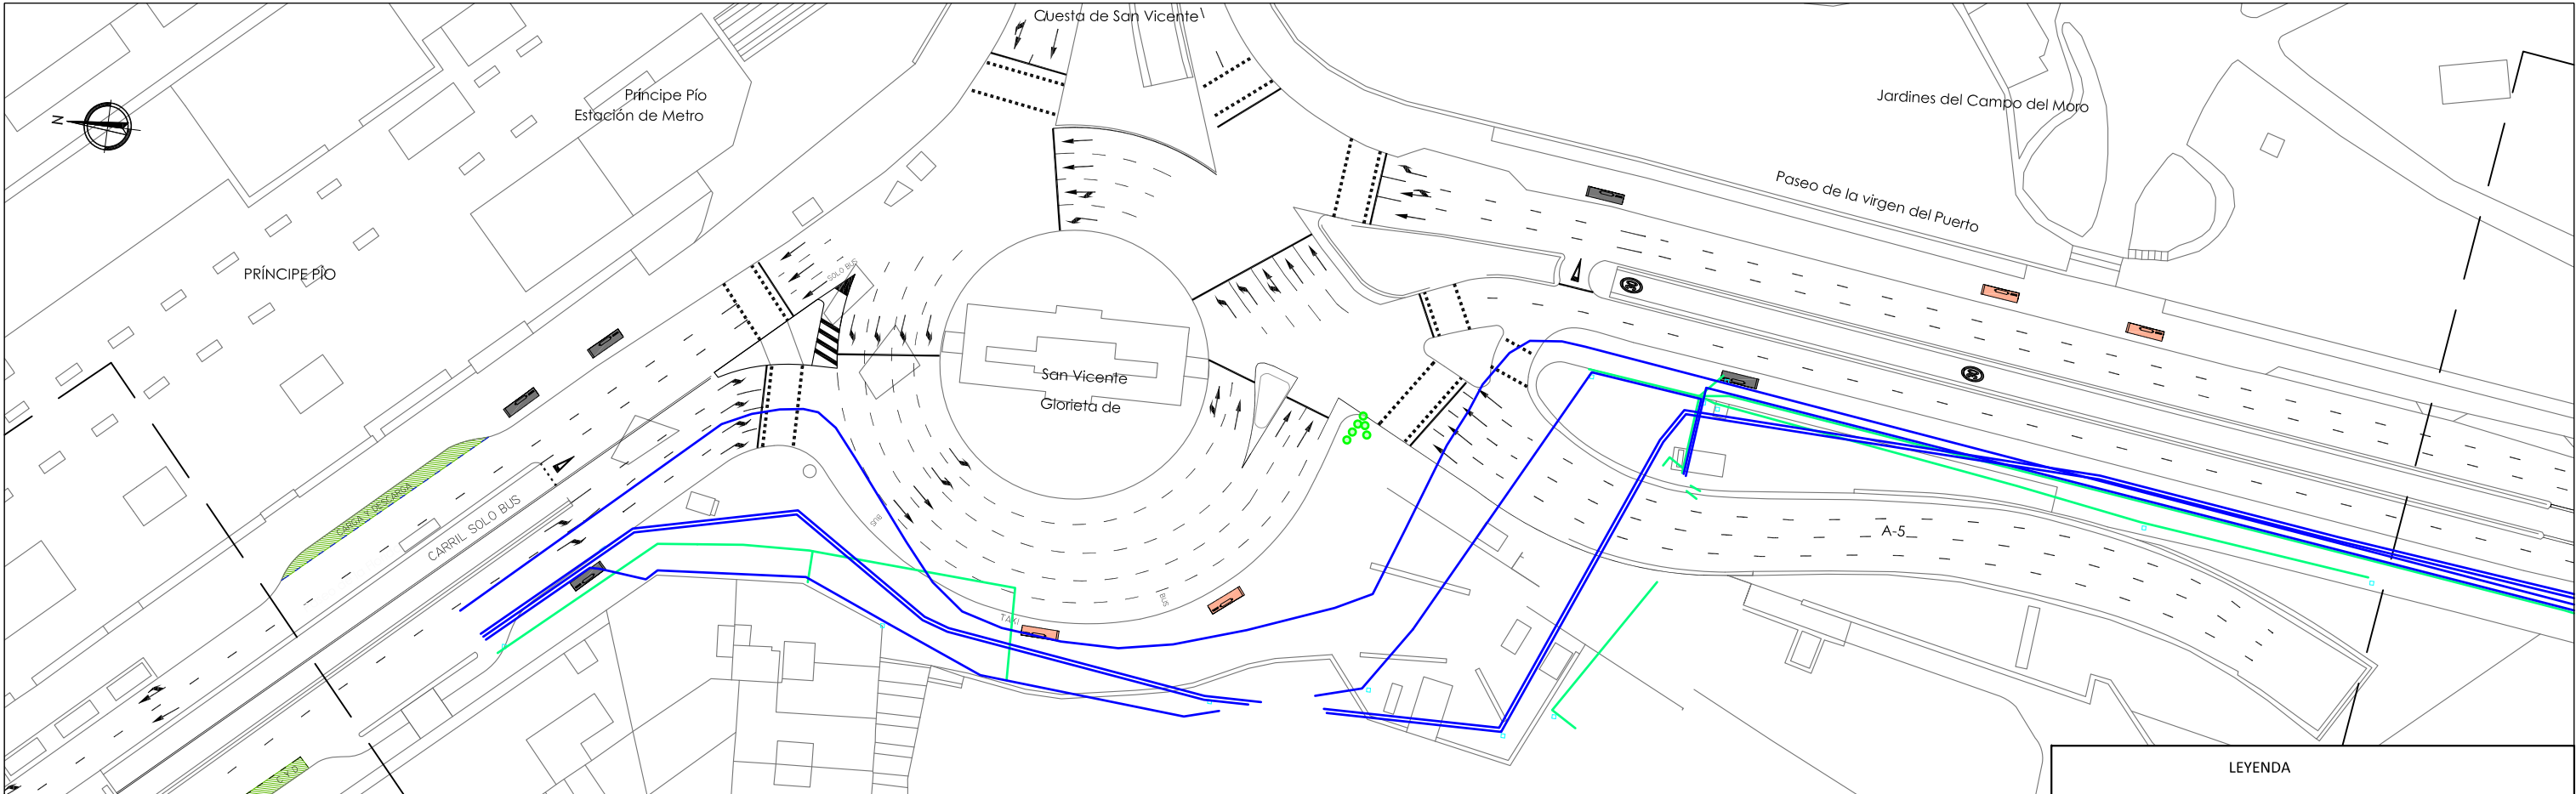 Cuesta de San Vicente
N
Príncipe Pío
Estación de Metro
Jardines del Campo del Moro
Paseo de la virgen del Puerto
PRÍNCIPE PÍO
SOLO BUS
San Vicente
Glorieta de
CARGA Y DESCARGA
CARRIL SOLO BUS
BUS
A-5
BUS
TAXI
C Y D
LEYENDA